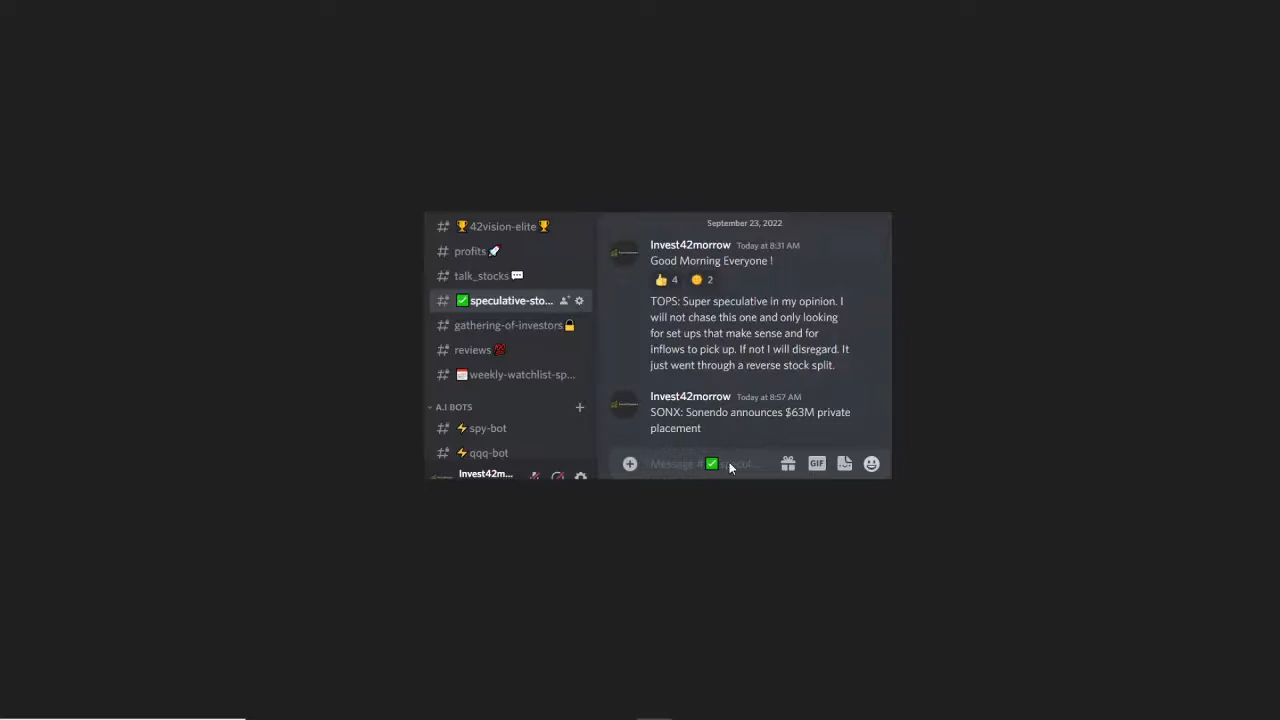 🏆42vision-elite🏆
profits🚀
talk_stocks💬
✅speculative-sto...
gathering-of-investors🔒
reviews💯
📅weekly-watchlist-sp...
A.I BOTS
⚡spy-bot
⚡qqq-bot
Invest42m...
September 23, 2022
Invest42morrow Today at 8:31 AM
Good Morning Everyone !
👍 4 🌞 2
TOPS: Super speculative in my opinion. I
will not chase this one and only looking
for set ups that make sense and for
inflows to pick up. If not I will disregard. It
just went through a reverse stock split.
Invest42morrow Today at 8:57 AM
SONX: Sonendo announces $63M private
placement
Message #✅specul...
GIF